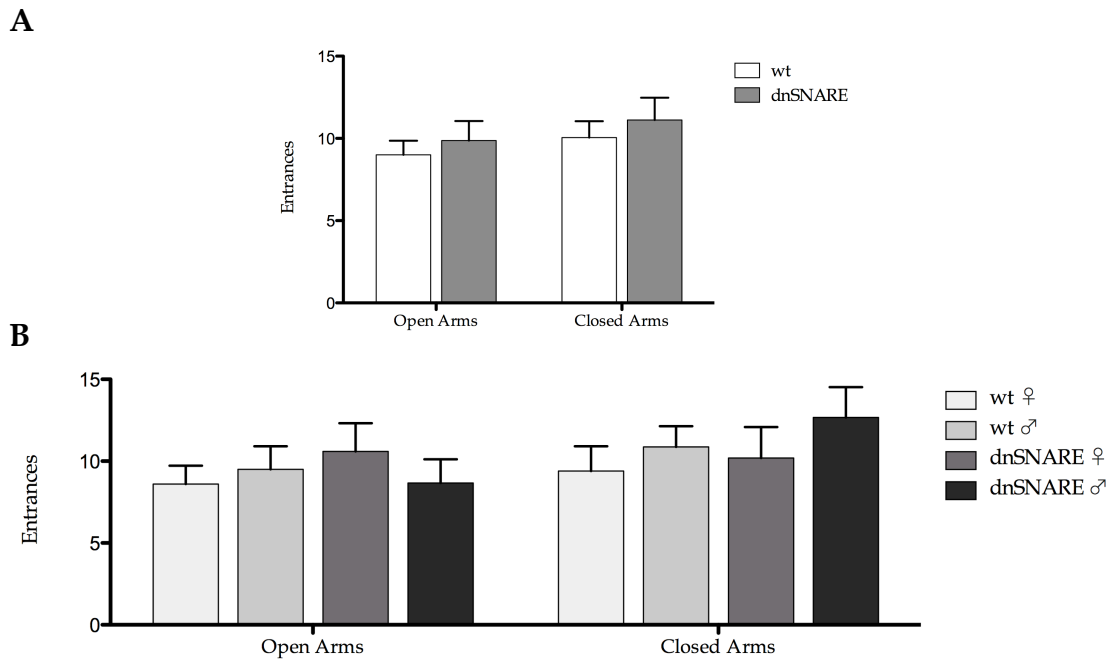 A
15
10
5
0
Entrances
Open Arms
Closed Arms
wt
dnSNARE
B
15
10
5
0
Entrances
Open Arms
Closed Arms
wt ♀
wt ♂
dnSNARE ♀
dnSNARE ♂